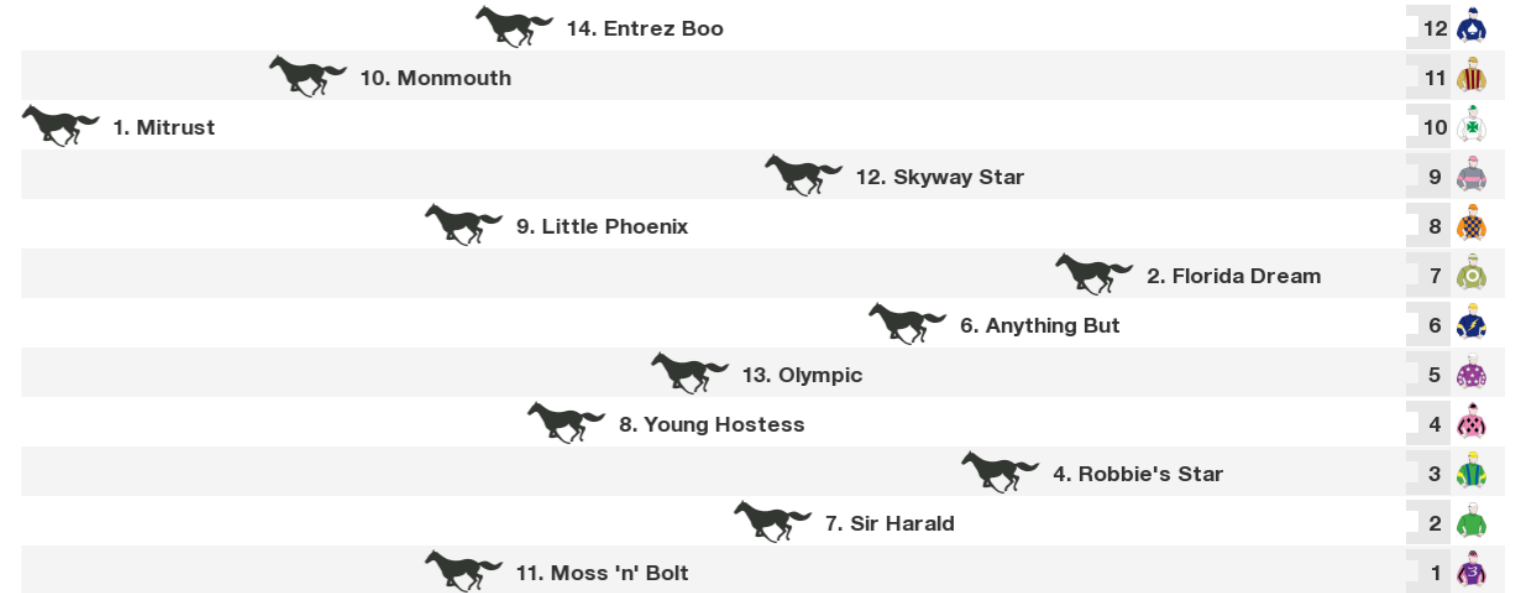 14. Entrez Boo 12
10. Monmouth 11
1. Mitrust 10
12. Skyway Star 9
9. Little Phoenix 8
2. Florida Dream 7
6. Anything But 6
13. Olympic 5
8. Young Hostess 4
4. Robbie's Star 3
7. Sir Harald 2
11. Moss 'n' Bolt 1